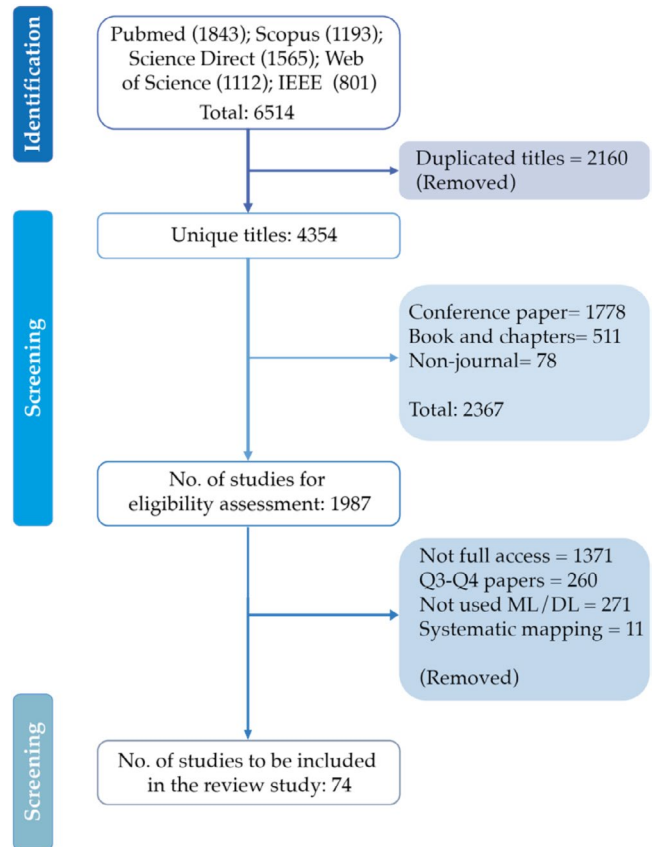 Identification
Pubmed (1843); Scopus (1193);
Science Direct (1565); Web
of Science (1112); IEEE (801)
Total: 6514
Duplicated titles = 2160
(Removed)
Screening
Unique titles: 4354
Conference paper= 1778
Book and chapters= 511
Non-journal= 78
Total: 2367
No. of studies for
eligibility assessment: 1987
Not full access = 1371
Q3-Q4 papers = 260
Not used ML/DL = 271
Systematic mapping = 11
(Removed)
Screening
No. of studies to be included
in the review study: 74